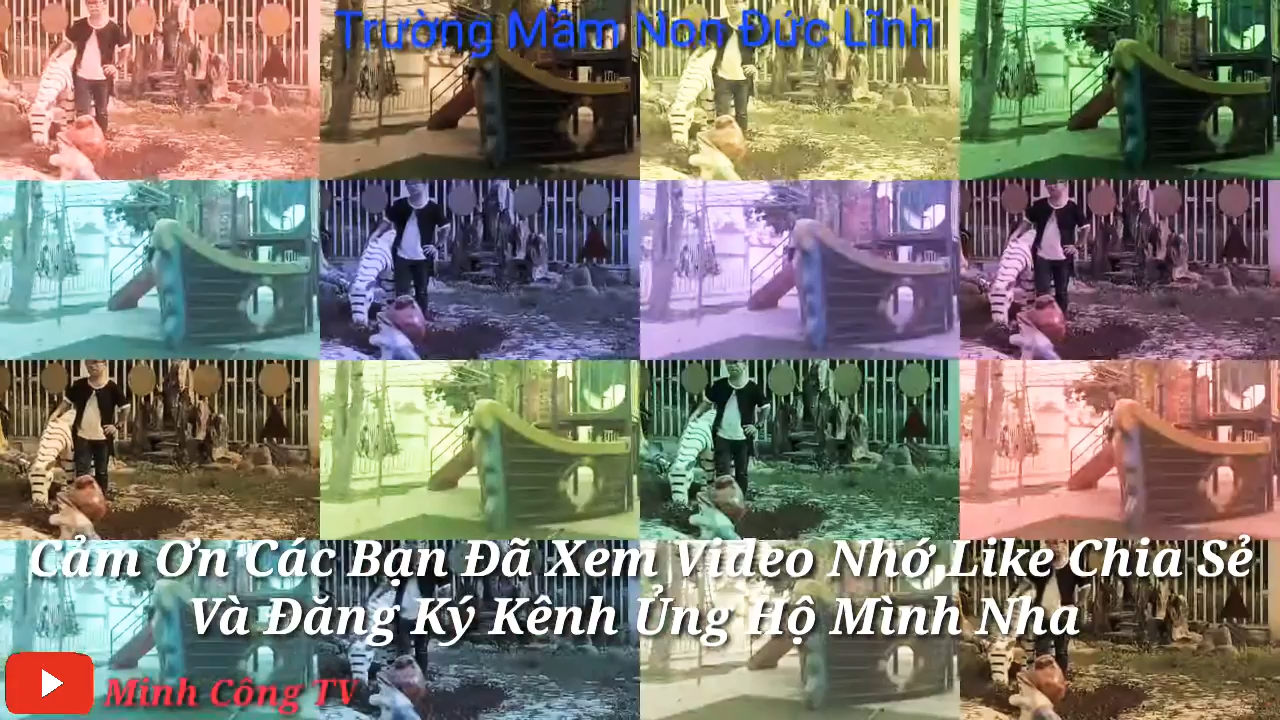 Trường Mầm Non Đức Lĩnh
Cảm Ơn Các Bạn Đã Xem Video Nhớ Like Chia Sẻ
Và Đăng Ký Kênh Ủng Hộ Mình Nha
Minh Công TV